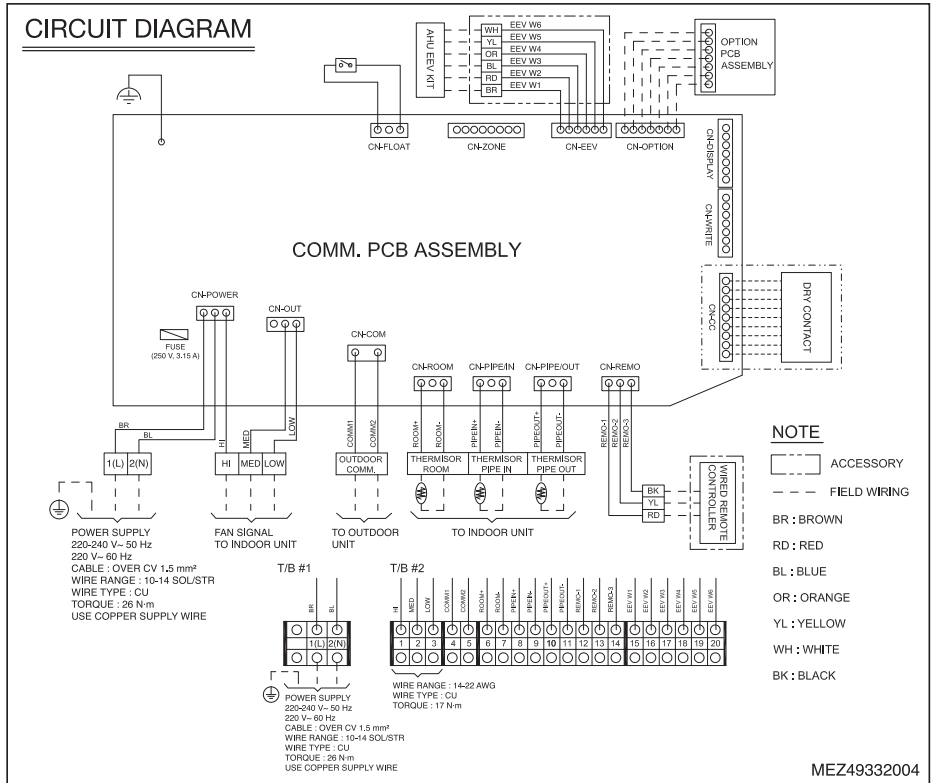 CIRCUIT DIAGRAM
AHU EEV KIT
WH EEV W6
YL EEV W5
OR EEV W4
BL EEV W3
RD EEV W2
BR EEV W1
OPTION
PCB
ASSEMBLY
CN-FLOAT
CN-ZONE
CN-EEV
CN-OPTION
CN-DISPLAY
CN-WRITE
CN-CC
DRY CONTACT
COMM. PCB ASSEMBLY
CN-POWER
CN-OUT
FUSE
(250 V, 3.15 A)
CN-COM
CN-ROOM
CN-PIPE/IN
CN-PIPE/OUT
CN-REMO
BR
BL
HI
MED
LOW
COMM1
COMM2
ROOM+
ROOM-
PIPEIN+
PIPEIN-
PIPEOUT+
PIPEOUT-
REMO-1
REMO-2
REMO-3
1(L) 2(N)
HI MED LOW
OUTDOOR
COMM.
THERMISOR
ROOM
THERMISOR
PIPE IN
THERMISOR
PIPE OUT
BK
YL
RD
WIRED REMOTE
CONTROLLER
POWER SUPPLY
220-240 V~ 50 Hz
220 V~ 60 Hz
CABLE : OVER CV 1.5 mm²
WIRE RANGE : 10-14 SOL/STR
WIRE TYPE : CU
TORQUE : 26 N·m
USE COPPER SUPPLY WIRE
FAN SIGNAL
TO INDOOR UNIT
TO OUTDOOR
UNIT
TO INDOOR UNIT
NOTE
ACCESSORY
FIELD WIRING
BR : BROWN
RD : RED
BL : BLUE
OR : ORANGE
YL : YELLOW
WH : WHITE
BK : BLACK
T/B #1
BR
BL
1(L) 2(N)
POWER SUPPLY
220-240 V~ 50 Hz
220 V~ 60 Hz
CABLE : OVER CV 1.5 mm²
WIRE RANGE : 10-14 SOL/STR
WIRE TYPE : CU
TORQUE : 26 N·m
USE COPPER SUPPLY WIRE
T/B #2
HI
MED
LOW
COMM1
COMM2
ROOM+
ROOM-
PIPEIN+
PIPEIN-
PIPEOUT+
PIPEOUT-
REMO-1
REMO-2
REMO-3
EEV W1
EEV W2
EEV W3
EEV W4
EEV W5
EEV W6
1 2 3 4 5 6 7 8 9 10 11 12 13 14 15 16 17 18 19 20
WIRE RANGE : 14-22 AWG
WIRE TYPE : CU
TORQUE : 17 N·m
MEZ49332004